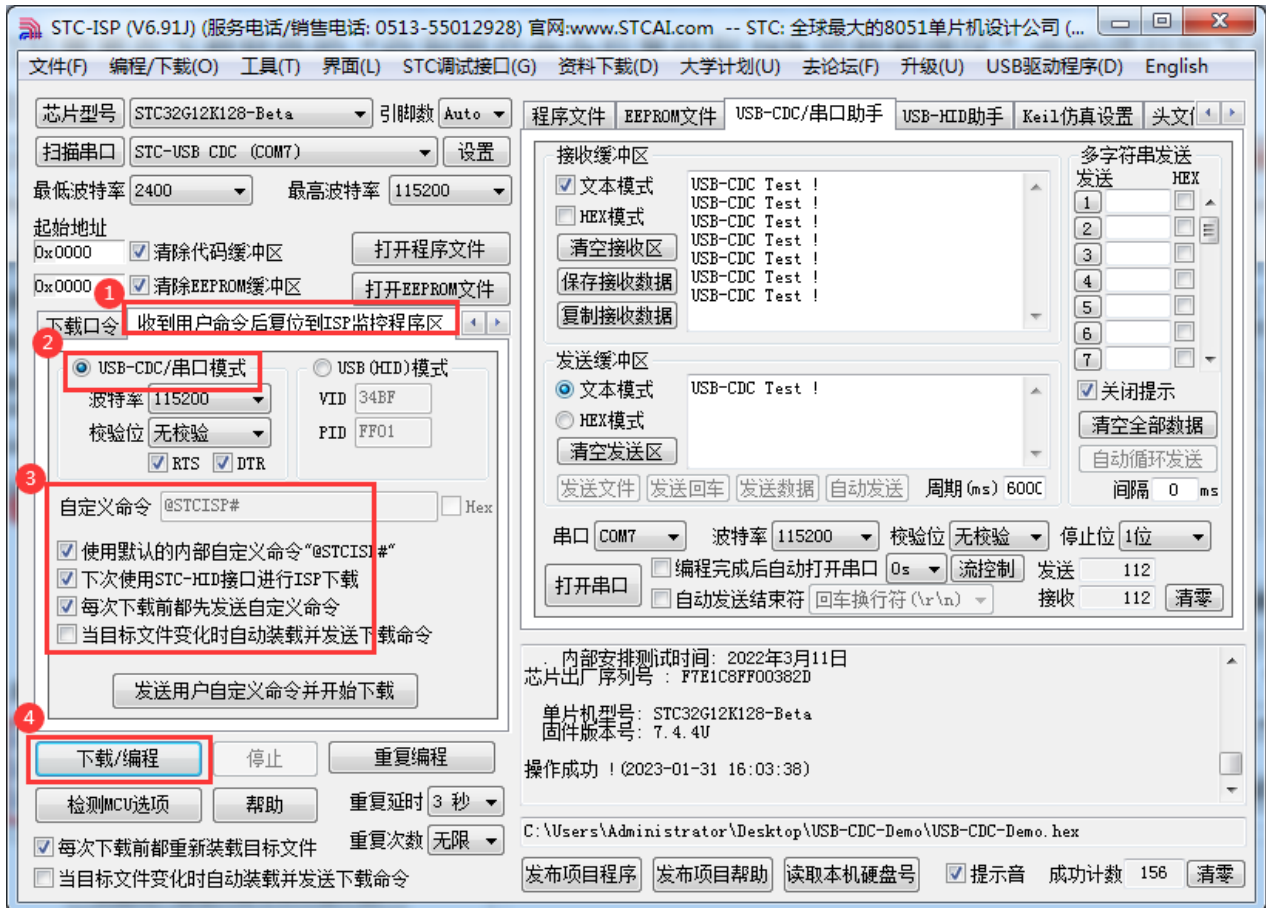 STC-ISP (V6.91J) (服务电话/销售电话: 0513-55012928) 官网:www.STCAI.com -- STC: 全球最大的8051单片机设计公司 (...
文件(F) 编程/下载(O) 工具(T) 界面(L) STC调试接口(G) 资料下载(D) 大学计划(U) 去论坛(F) 升级(U) USB驱动程序(D) English
芯片型号 STC32G12K128-Beta 引脚数 Auto
扫描串口 STC-USB CDC (COM7) 设置
最低波特率 2400 最高波特率 115200
起始地址
0x0000 清除代码缓冲区 打开程序文件
0x0000 清除EEPROM缓冲区 打开EEPROM文件
1
下载口令 收到用户命令后复位到ISP监控程序区
2
USB-CDC/串口模式 USB(HID)模式
波特率 115200 VID 34BF
校验位 无校验 PID FF01
RTS DTR
3
自定义命令 @STCISP# Hex
使用默认的内部自定义命令"@STCISP#"
下次使用STC-HID接口进行ISP下载
每次下载前都先发送自定义命令
当目标文件变化时自动装载并发送下载命令
发送用户自定义命令并开始下载
4
下载/编程 停止 重复编程
检测MCU选项 帮助 重复延时 3 秒
每次下载前都重新装载目标文件 重复次数 无限
当目标文件变化时自动装载并发送下载命令
程序文件 EEPROM文件 USB-CDC/串口助手 USB-HID助手 Keil仿真设置 头文
接收缓冲区
文本模式
HEX模式
清空接收区
保存接收数据
复制接收数据
USB-CDC Test !
USB-CDC Test !
USB-CDC Test !
USB-CDC Test !
USB-CDC Test !
USB-CDC Test !
USB-CDC Test !
发送缓冲区
文本模式 USB-CDC Test !
HEX模式
清空发送区
发送文件 发送回车 发送数据 自动发送 周期(ms) 6000
多字符串发送
发送 HEX
1
2
3
4
5
6
7
关闭提示
清空全部数据
自动循环发送
间隔 0 ms
串口 COM7 波特率 115200 校验位 无校验 停止位 1位
打开串口 编程完成后自动打开串口 0s 流控制 发送 112
自动发送结束符 回车换行符(\r\n) 接收 112 清零
. 内部安排测试时间: 2022年3月11日
芯片出厂序列号 : F7E1C8FF00382D
单片机型号: STC32G12K128-Beta
固件版本号: 7.4.4U
操作成功 !(2023-01-31 16:03:38)
C:\Users\Administrator\Desktop\USB-CDC-Demo\USB-CDC-Demo.hex
发布项目程序 发布项目帮助 读取本机硬盘号 提示音 成功计数 156 清零